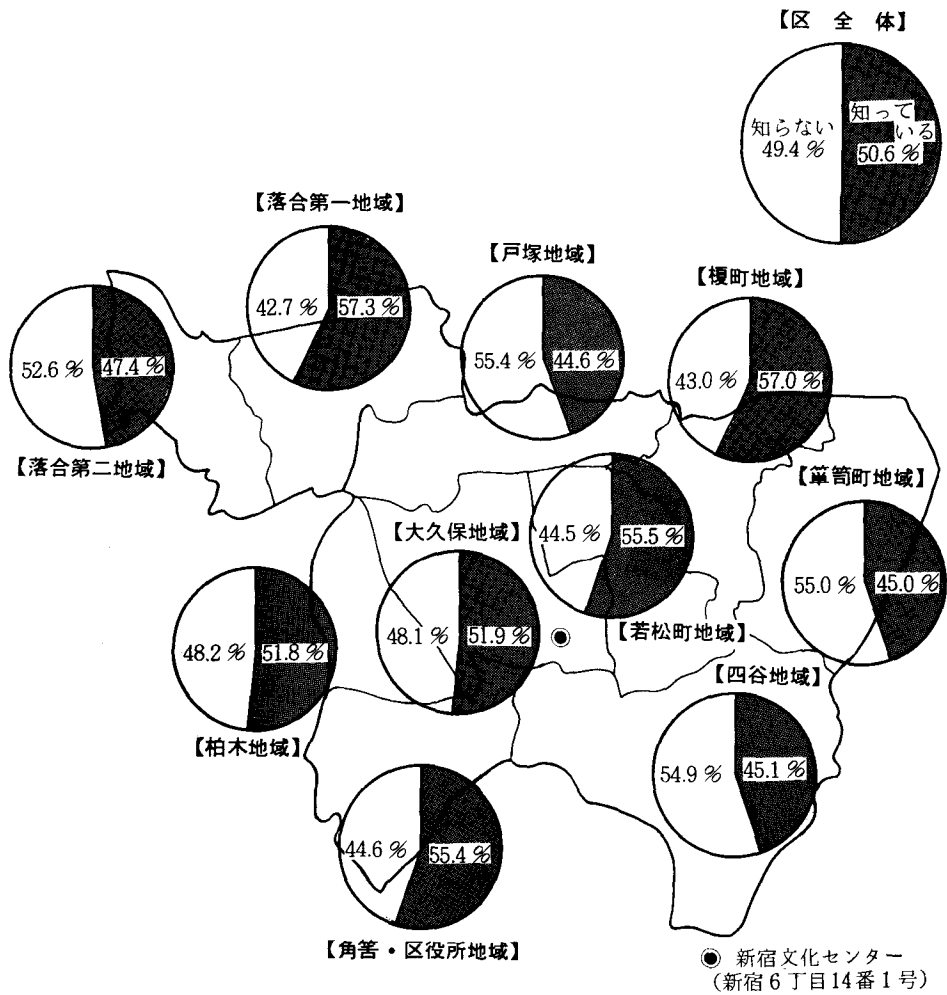 【区 全 体】
知らない
49.4 %
知って
いる
50.6 %
【落合第一地域】
42.7 %
57.3 %
【戸塚地域】
55.4 %
44.6 %
【榎町地域】
43.0 %
57.0 %
52.6 %
47.4 %
【落合第二地域】
【簞笥町地域】
55.0 %
45.0 %
44.5 %
55.5 %
【若松町地域】
【大久保地域】
48.1 %
51.9 %
48.2 %
51.8 %
【柏木地域】
【四谷地域】
54.9 %
45.1 %
44.6 %
55.4 %
【角筈・区役所地域】
新宿文化センター
(新宿6丁目14番1号)